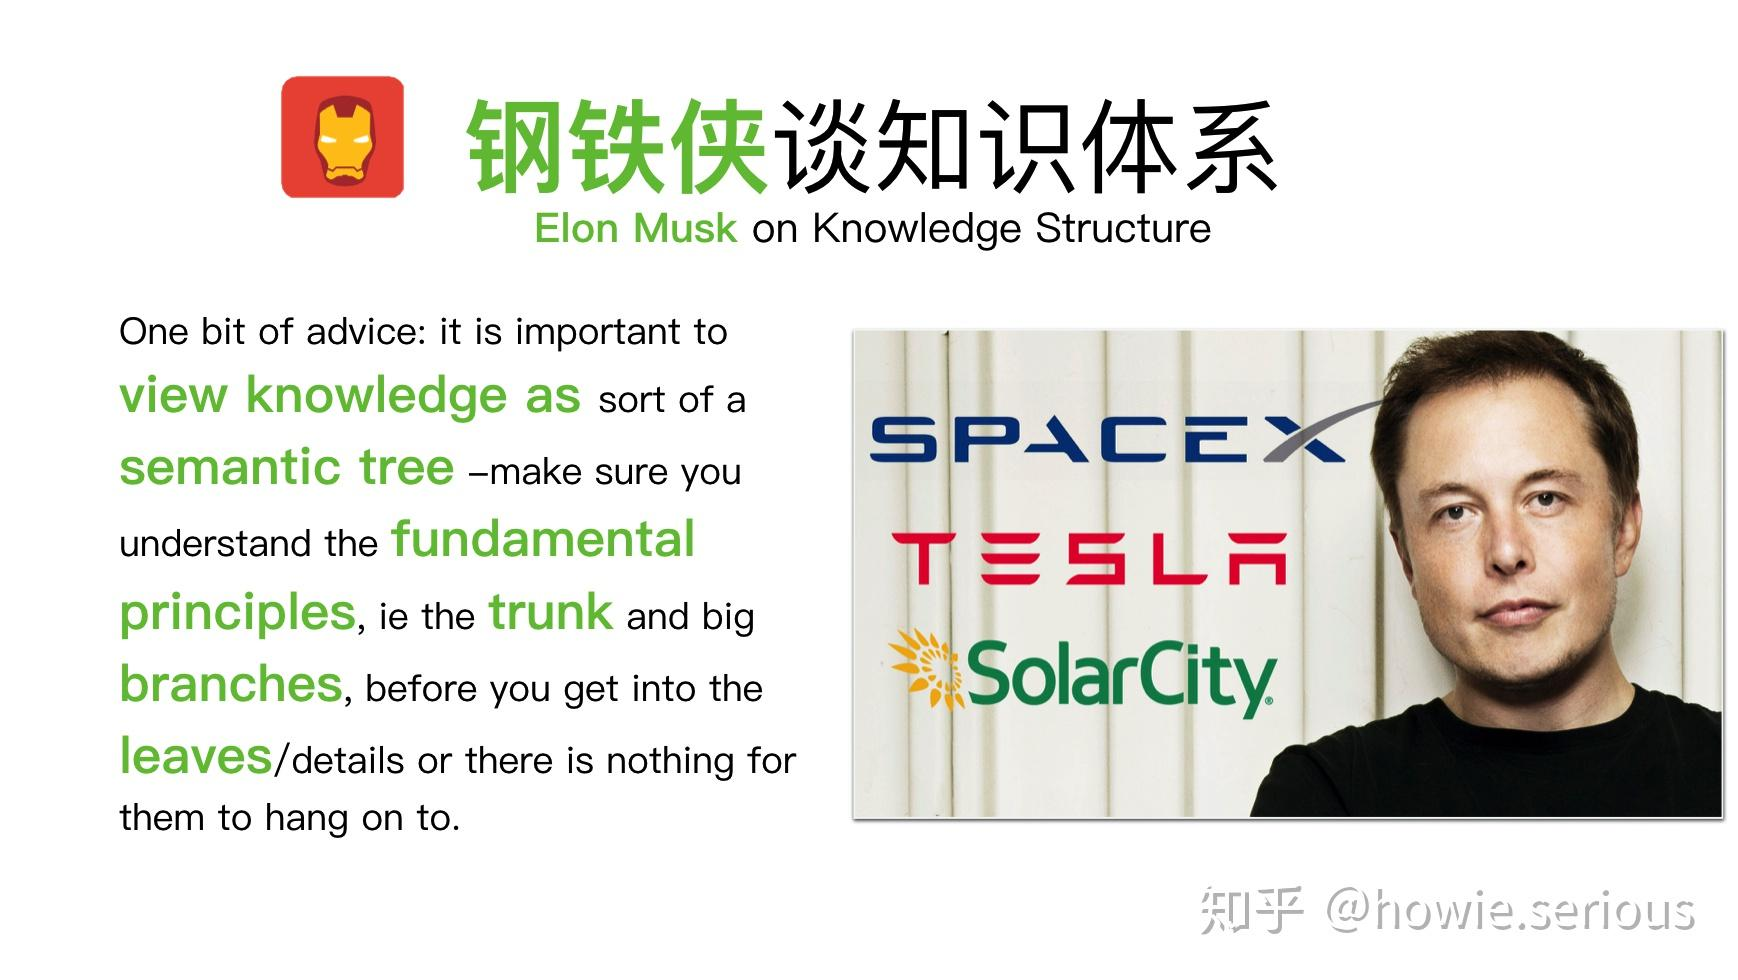 钢铁侠谈知识体系
Elon Musk on Knowledge Structure
One bit of advice: it is important to
view knowledge as sort of a
semantic tree –make sure you
understand the fundamental
principles, ie the trunk and big
branches, before you get into the
leaves/details or there is nothing for
them to hang on to.
SPACEX
TESLA
SolarCity®
知乎 @howie.serious